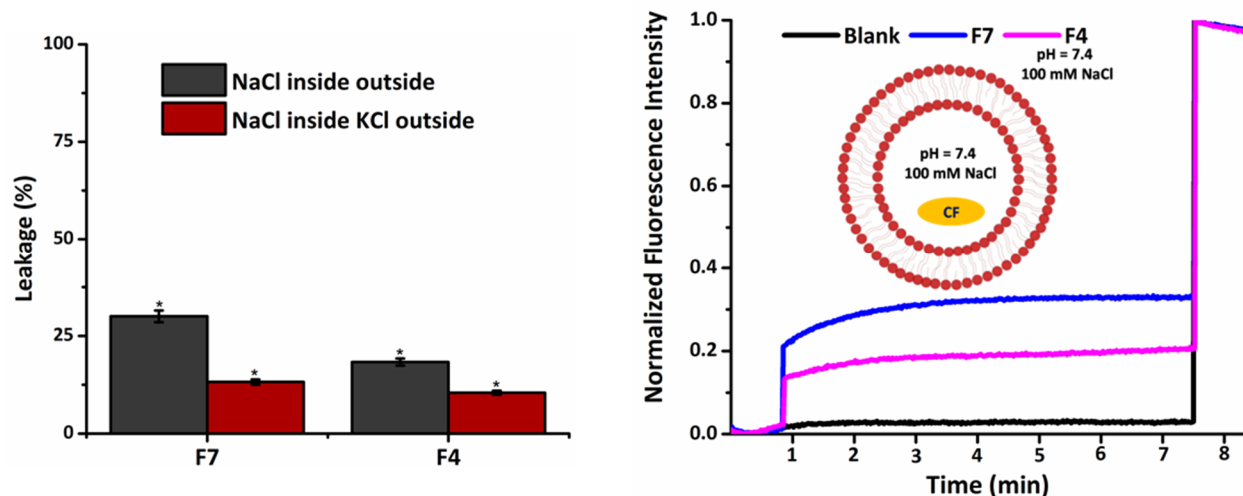 100
75
50
25
0
Leakage (%)
NaCl inside outside
NaCl inside KCl outside
*
*
*
*
F7
F4
1.0
0.8
0.6
0.4
0.2
0.0
Normalized Fluorescence Intensity
Blank
F7
F4
pH = 7.4
100 mM NaCl
pH = 7.4
100 mM NaCl
CF
1
2
3
4
5
6
7
8
Time (min)